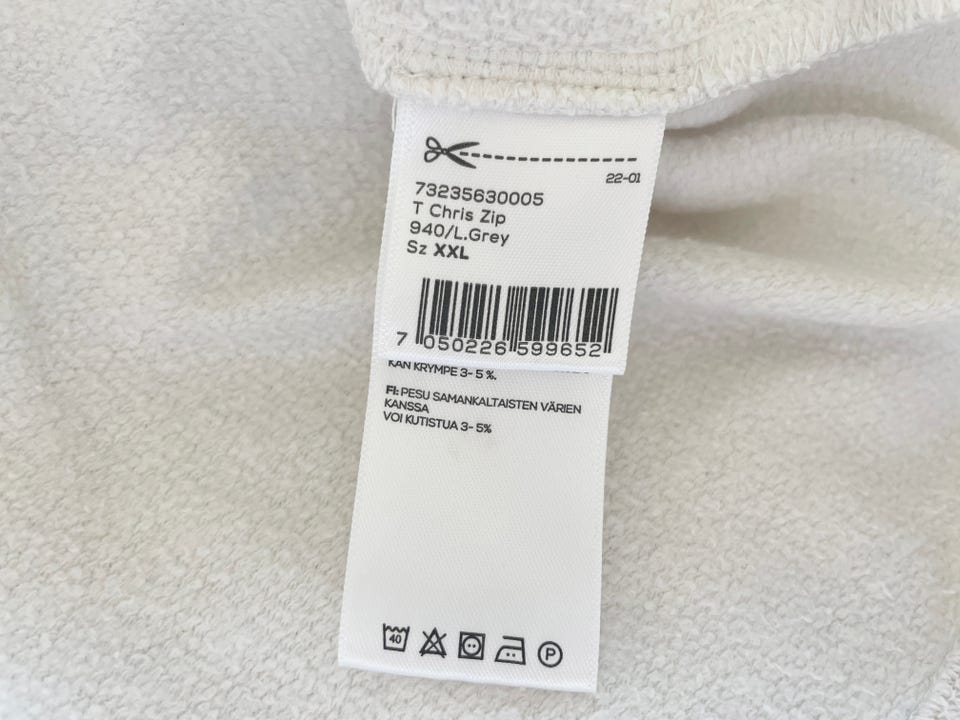 22-01
73235630005
T Chris Zip
940/L.Grey
Sz XXL
7 050226 599652
KAN KRYMPE 3- 5 %.
FI: PESU SAMANKALTAISTEN VÄRIEN
KANSSA
VOI KUTISTUA 3- 5%
40
P